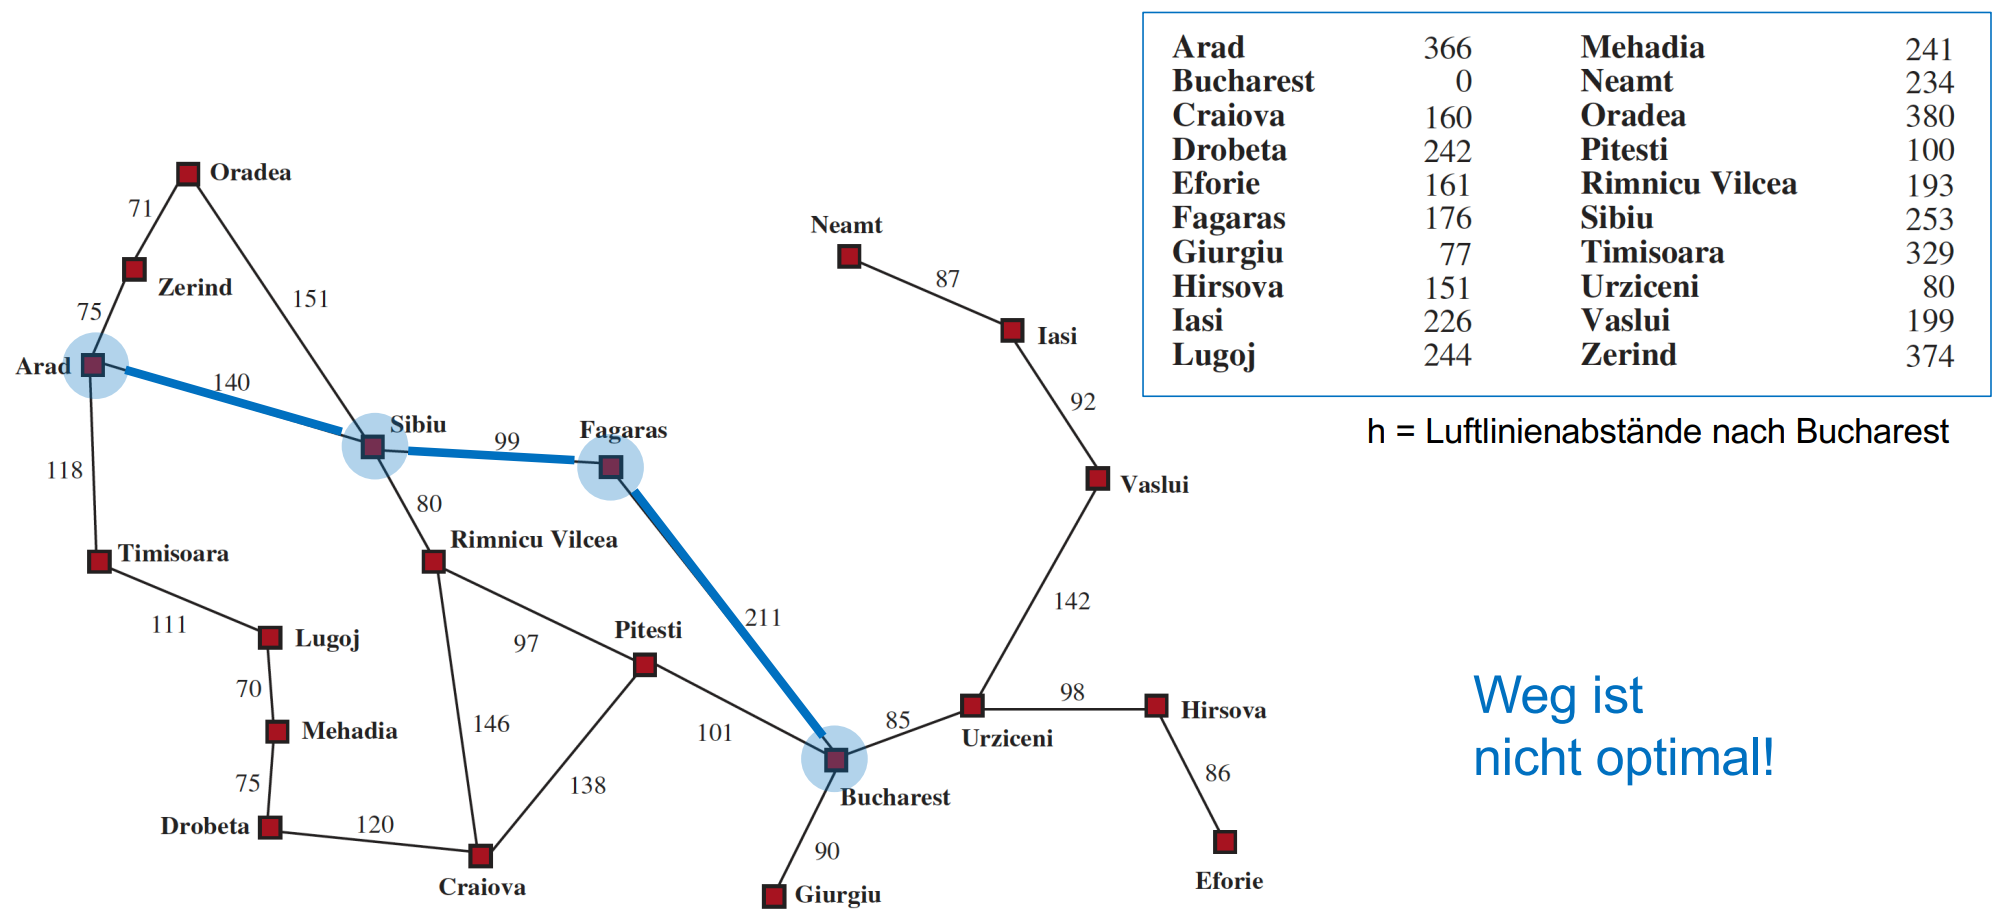 Arad 366 Mehadia 241
Bucharest 0 Neamt 234
Craiova 160 Oradea 380
Drobeta 242 Pitesti 100
Eforie 161 Rimnicu Vilcea 193
Fagaras 176 Sibiu 253
Giurgiu 77 Timisoara 329
Hirsova 151 Urziceni 80
Iasi 226 Vaslui 199
Lugoj 244 Zerind 374
h = Luftlinienabstände nach Bucharest
Oradea
71
Neamt
Zerind
87
151
75
Iasi
Arad
140
92
Sibiu
99
Fagaras
118
Vaslui
80
Rimnicu Vilcea
Timisoara
142
211
111
Pitesti
Lugoj
97
70
98
Weg ist
nicht optimal!
Hirsova
146
85
Mehadia
101
Urziceni
86
75
138
Bucharest
120
Drobeta
90
Craiova
Eforie
Giurgiu